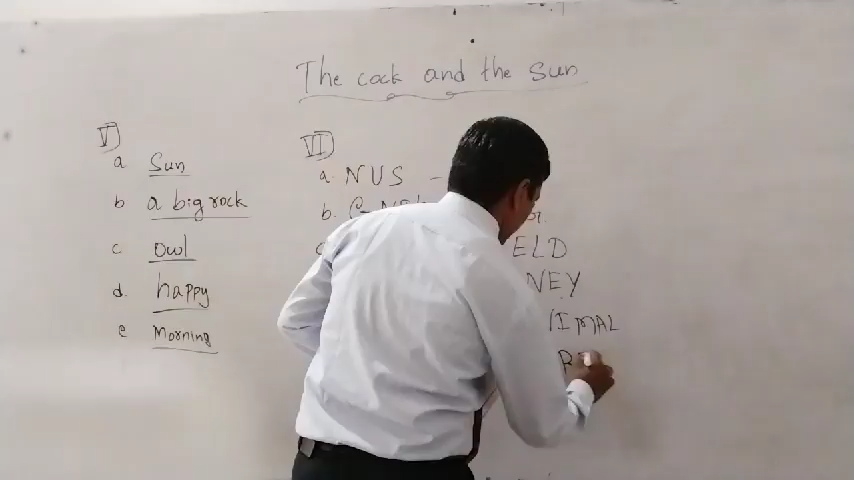 The cock and the Sun
V)
a Sun
b a big rock
c owl
d. happy
e Morning
VI)
a. NUS -
b.
ELD
NEY
IMAL